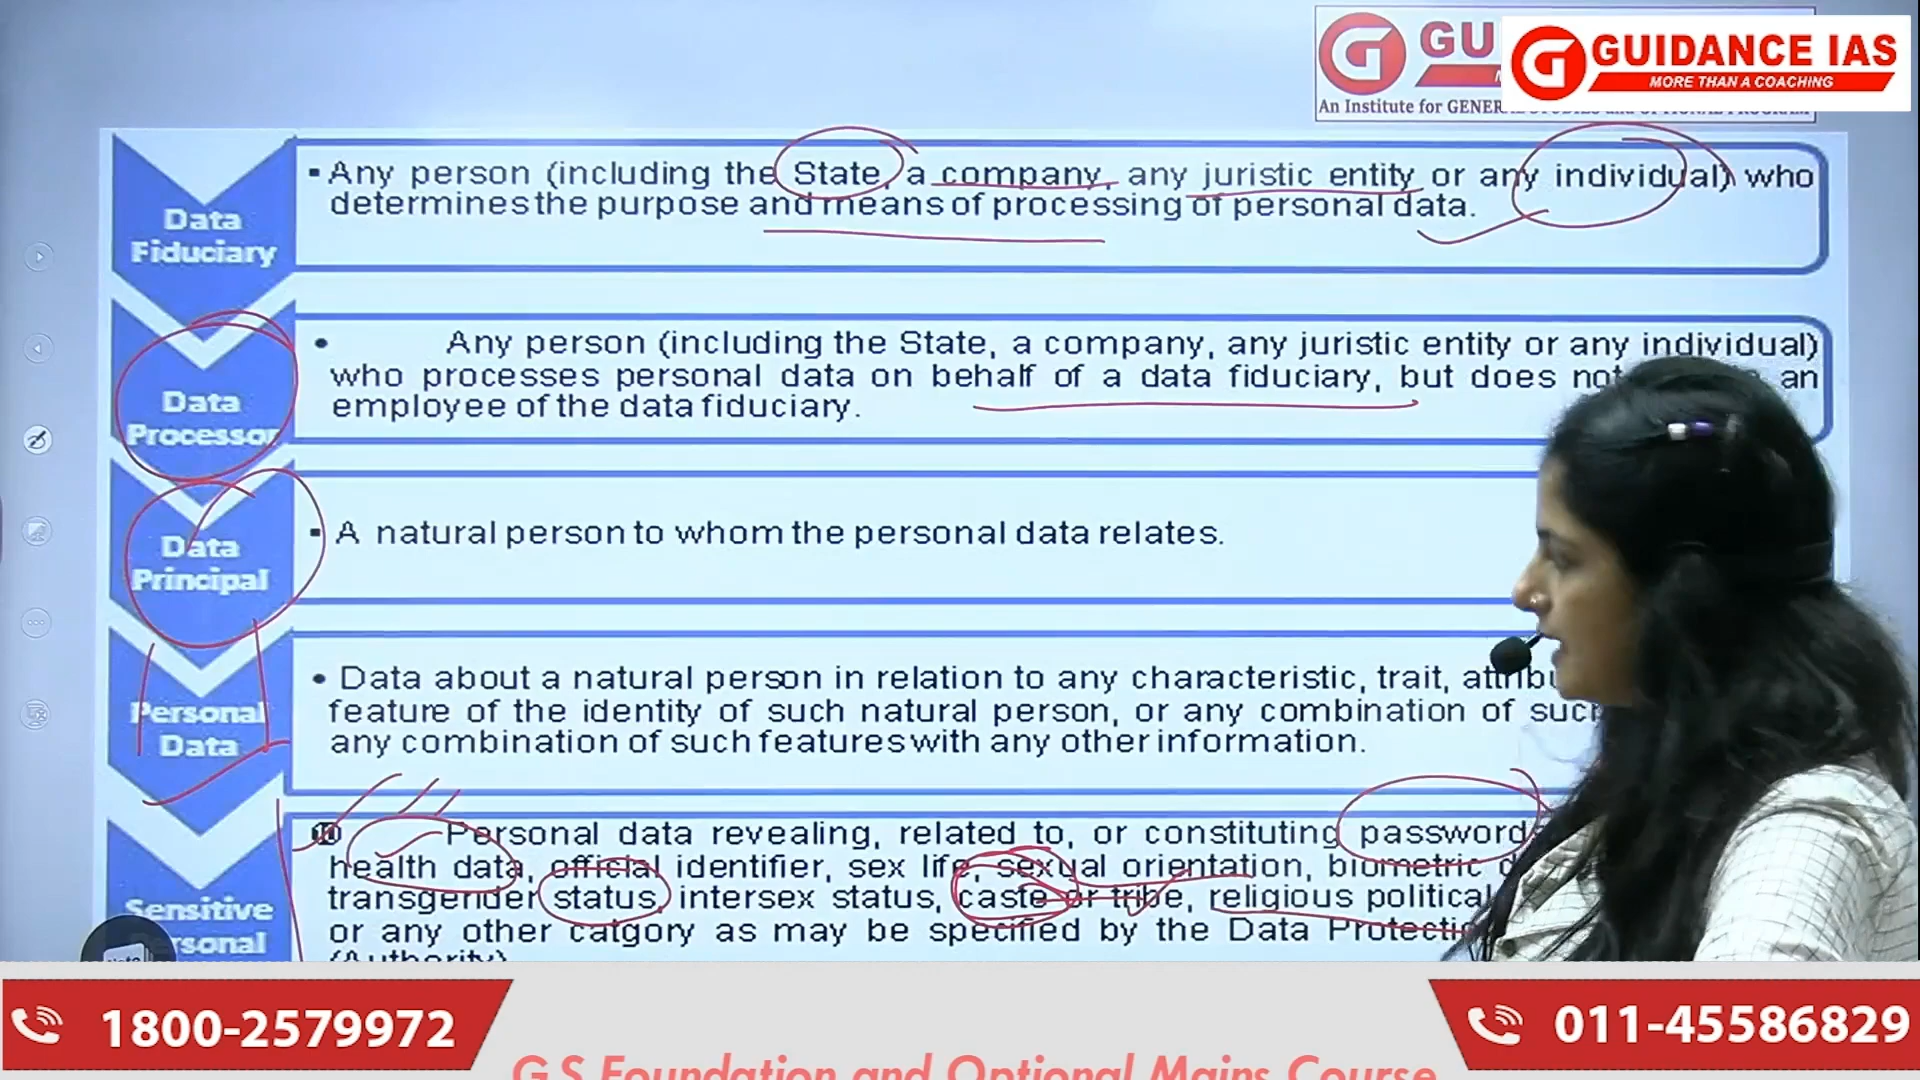 GU
GUIDANCE IAS
MORE THAN A COACHING
An Institute for GENER
Data
Fiduciary
▪Any person (including the State, a company, any juristic entity or any individual) who
determines the purpose and means of processing of personal data.
Data
Processor
• Any person (including the State, a company, any juristic entity or any individual)
who processes personal data on behalf of a data fiduciary, but does not an
employee of the data fiduciary.
Data
Principal
▪ A natural person to whom the personal data relates.
Personal
Data
• Data about a natural person in relation to any characteristic, trait,
feature of the identity of such natural person, or any combination of such
any combination of such features with any other information.
Sensitive
Personal
Personal data revealing, related to, or constituting password
health data, official identifier, sex life, sexual orientation, biometric
transgender status, intersex status, caste or tribe, religious political
or any other catgory as may be specified by the Data
(Authority)
1800-2579972
011-45586829
G.S Foundation and Optional Mains Course